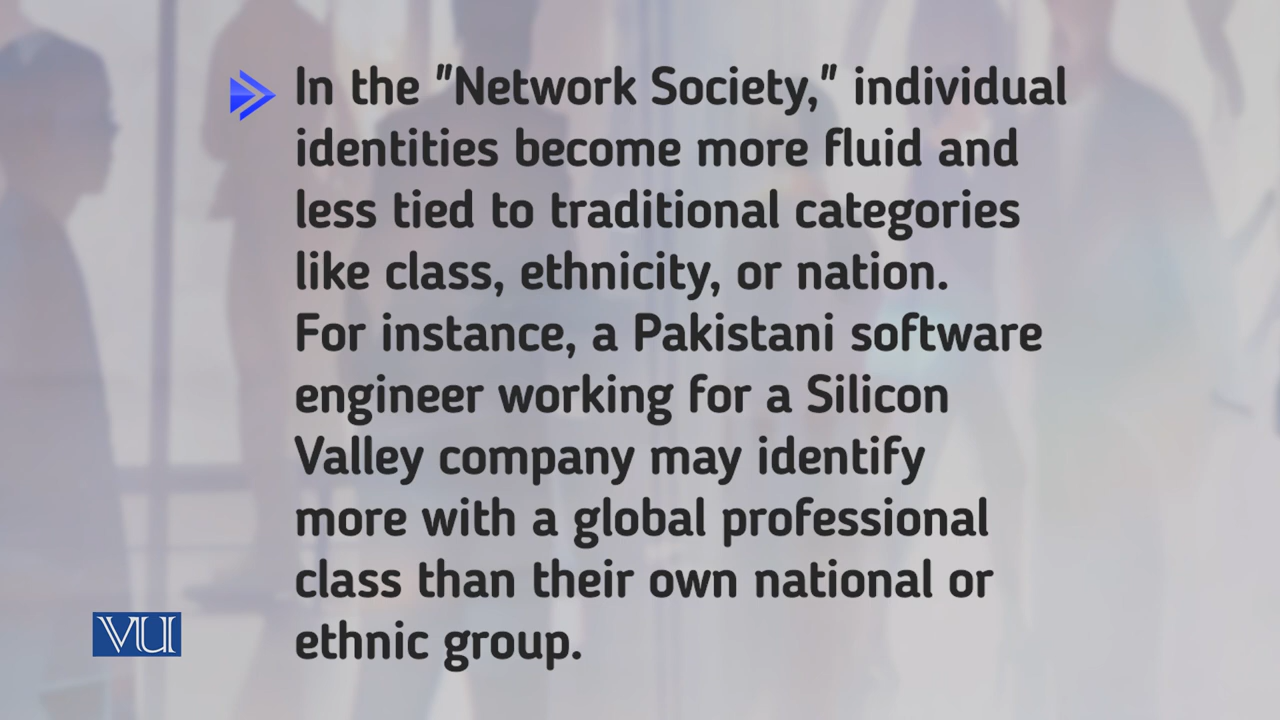 In the "Network Society," individual
identities become more fluid and
less tied to traditional categories
like class, ethnicity, or nation.
For instance, a Pakistani software
engineer working for a Silicon
Valley company may identify
more with a global professional
class than their own national or
ethnic group.
VU